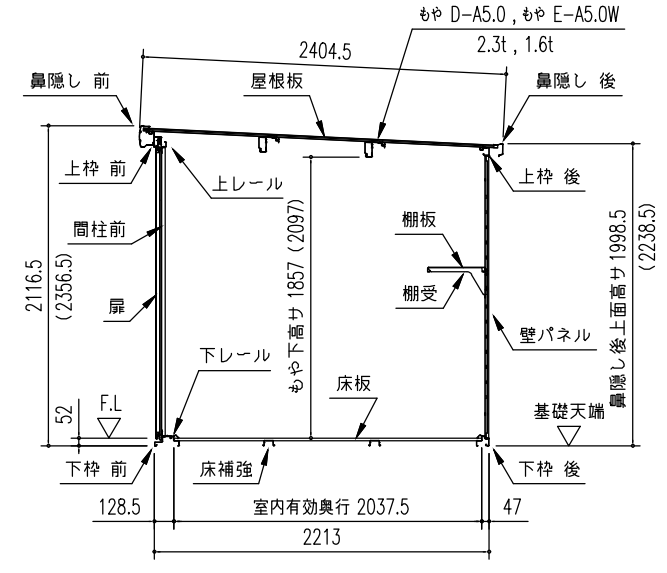 もや D-A5.0 , もや E-A5.0W
2.3t , 1.6t
2404.5
鼻隠し 前
屋根板
鼻隠し 後
上枠 前
上レール
上枠 後
間柱前
棚板
2116.5
(2356.5)
もや下高サ 1857 (2097)
棚受
鼻隠し後上面高サ 1998.5
(2238.5)
扉
壁パネル
下レール
床板
52
F.L
基礎天端
下枠 前
床補強
下枠 後
128.5
室内有効奥行 2037.5
47
2213